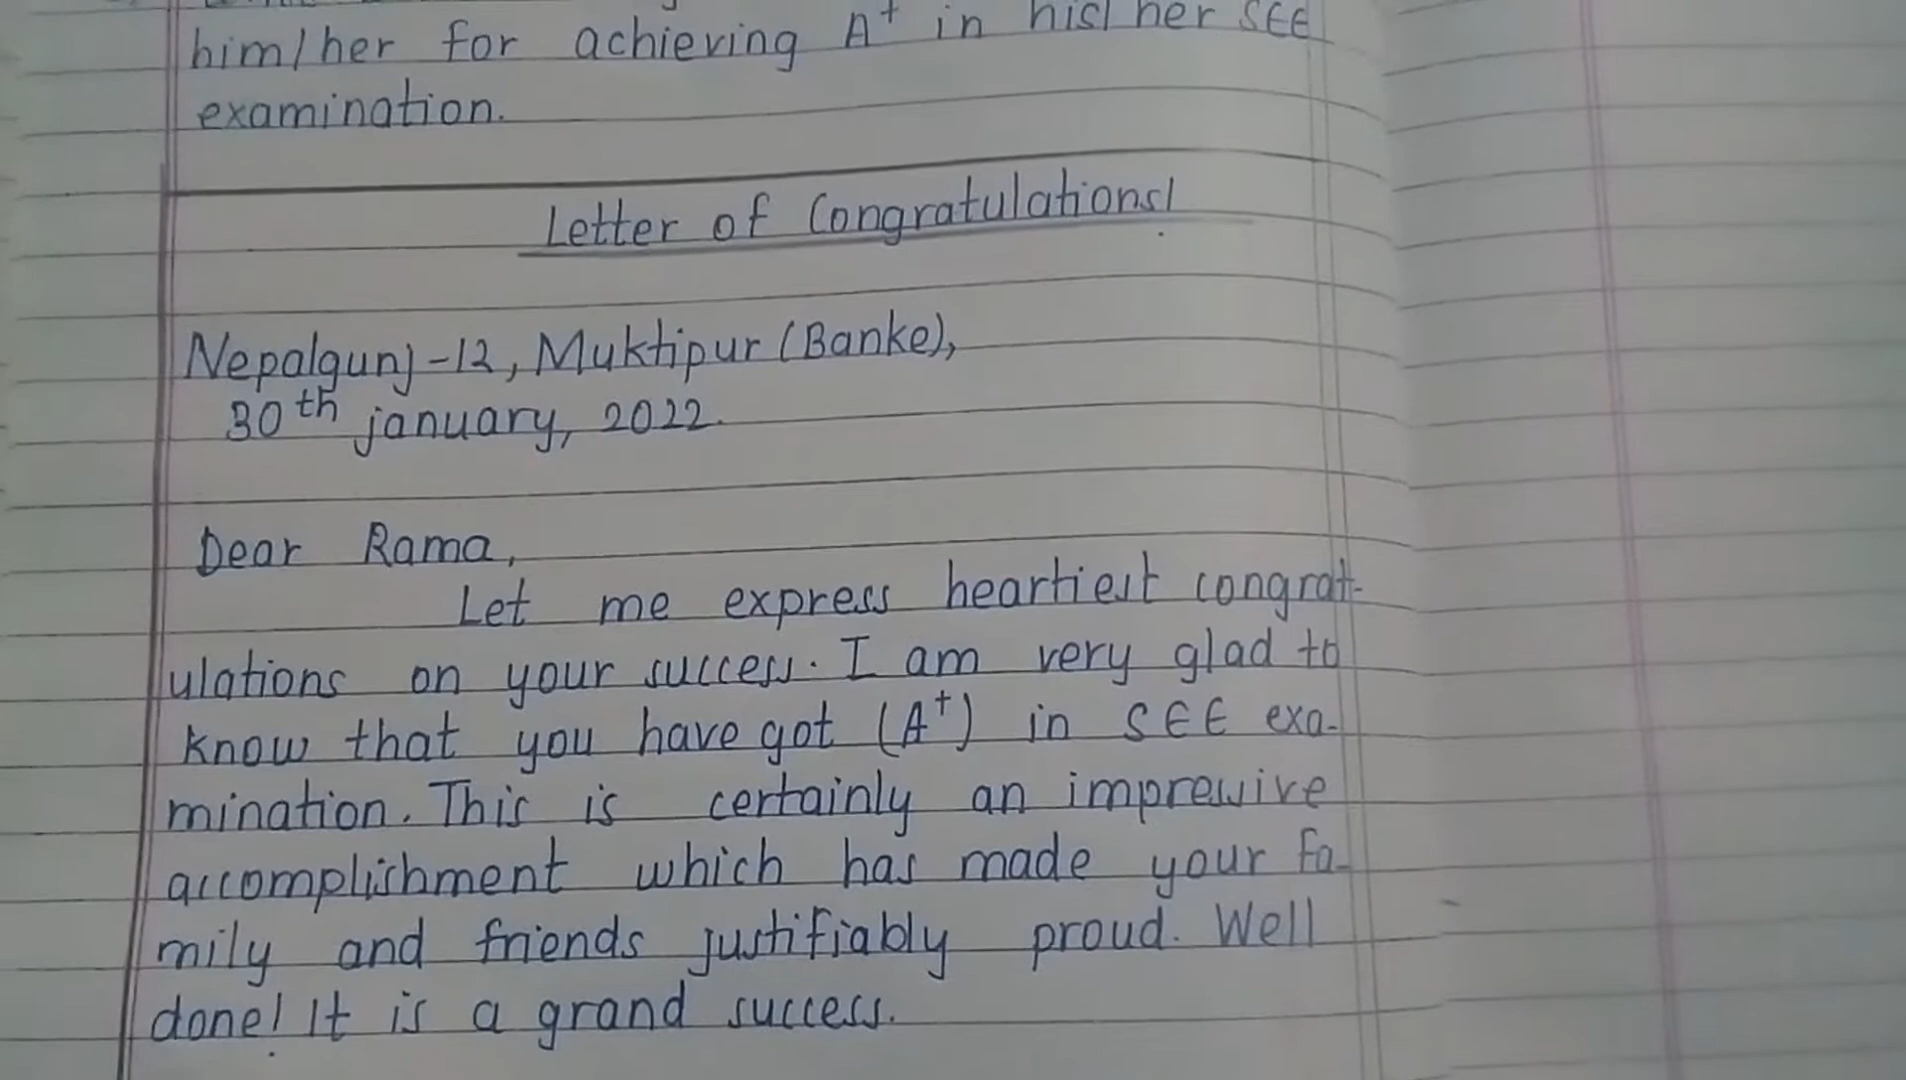 him/her for achieving A+ in his/her SEE
examination.
Letter of Congratulations!
Nepalgunj-12, Muktipur (Banke),
30th january, 2022.
Dear Rama,
Let me express heartiest congrat-
ulations on your success. I am very glad to
know that you have got (A+) in SEE exa-
mination. This is certainly an impressive
accomplishment which has made your fa-
mily and friends justifiably proud. Well
done! It is a grand success.